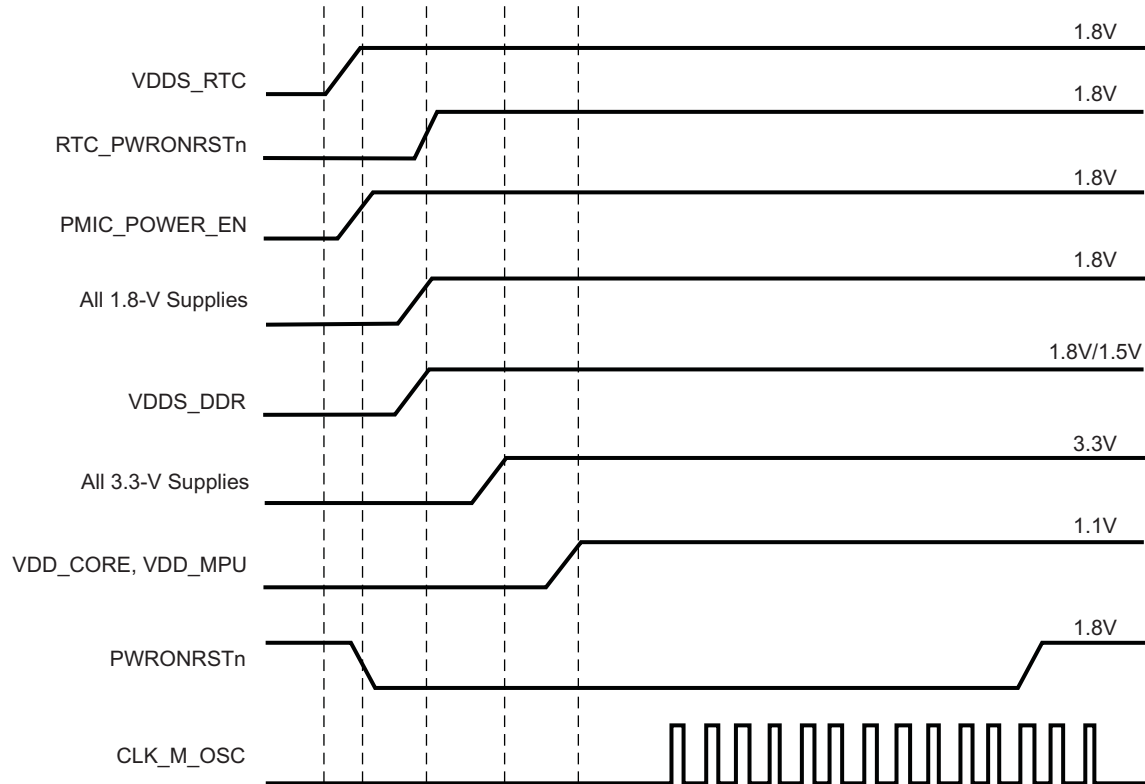 1.8V
VDDS_RTC
1.8V
RTC_PWRONRSTn
1.8V
PMIC_POWER_EN
1.8V
All 1.8-V Supplies
1.8V/1.5V
VDDS_DDR
3.3V
All 3.3-V Supplies
1.1V
VDD_CORE, VDD_MPU
1.8V
PWRONRSTn
CLK_M_OSC